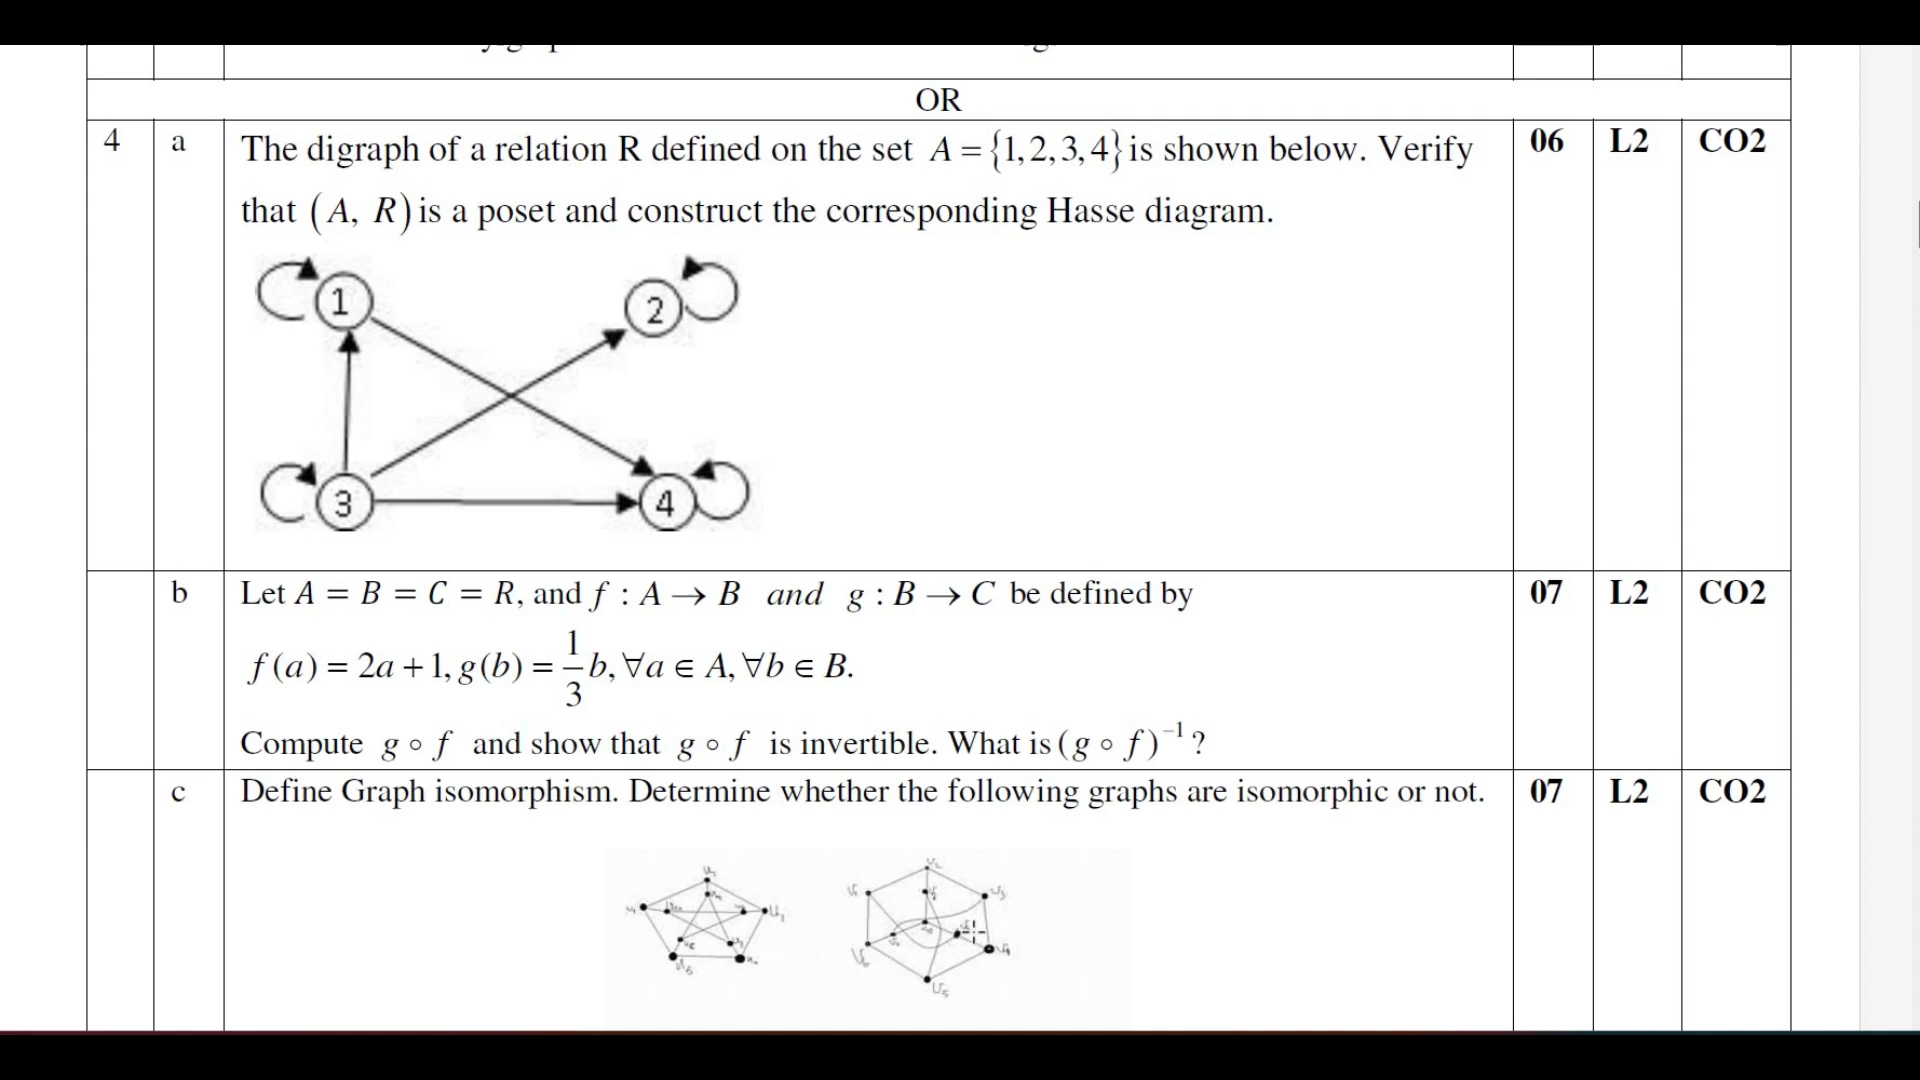 OR
4 a The digraph of a relation R defined on the set A = {1,2,3,4} is shown below. Verify 06 L2 CO2
that (A, R) is a poset and construct the corresponding Hasse diagram.
1 2
3 4
b Let A = B = C = R, and f : A → B and g : B → C be defined by 07 L2 CO2
f(a) = 2a + 1, g(b) = 1/3 b, ∀a ∈ A, ∀b ∈ B.
Compute g ∘ f and show that g ∘ f is invertible. What is (g ∘ f)⁻¹ ?
c Define Graph isomorphism. Determine whether the following graphs are isomorphic or not. 07 L2 CO2